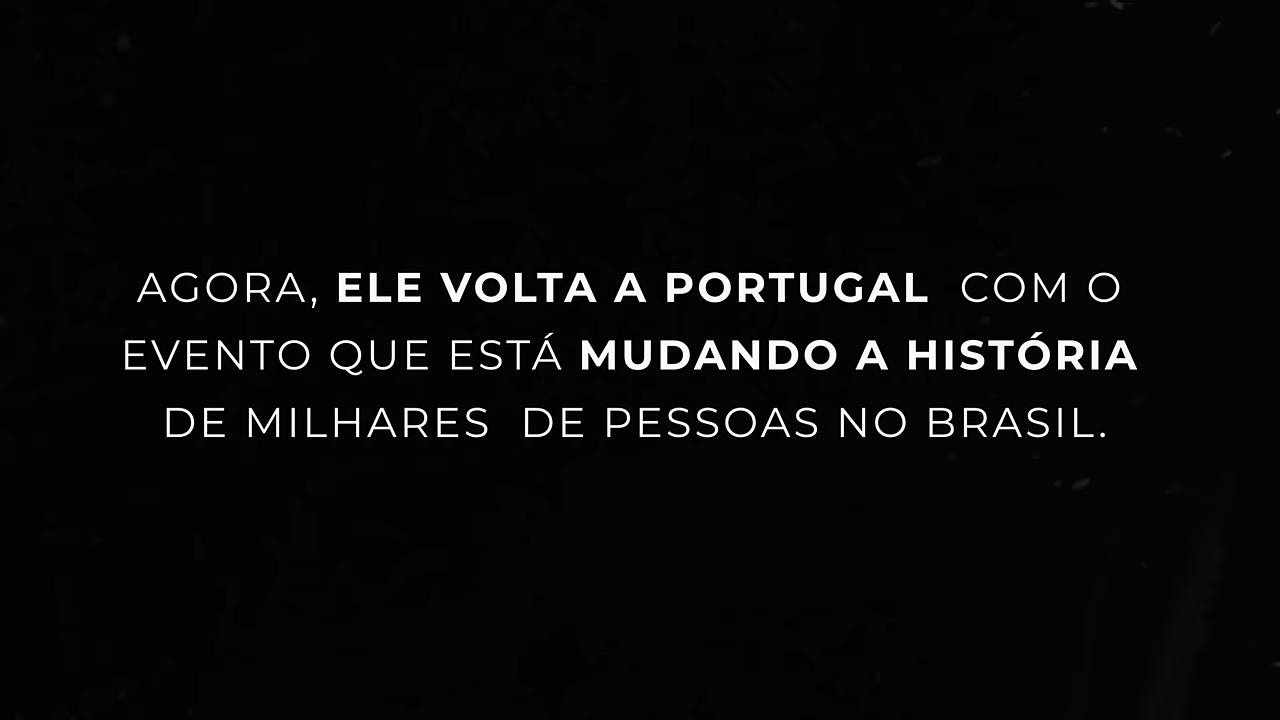 AGORA, ELE VOLTA A PORTUGAL COM O
EVENTO QUE ESTÁ MUDANDO A HISTÓRIA
DE MILHARES DE PESSOAS NO BRASIL.